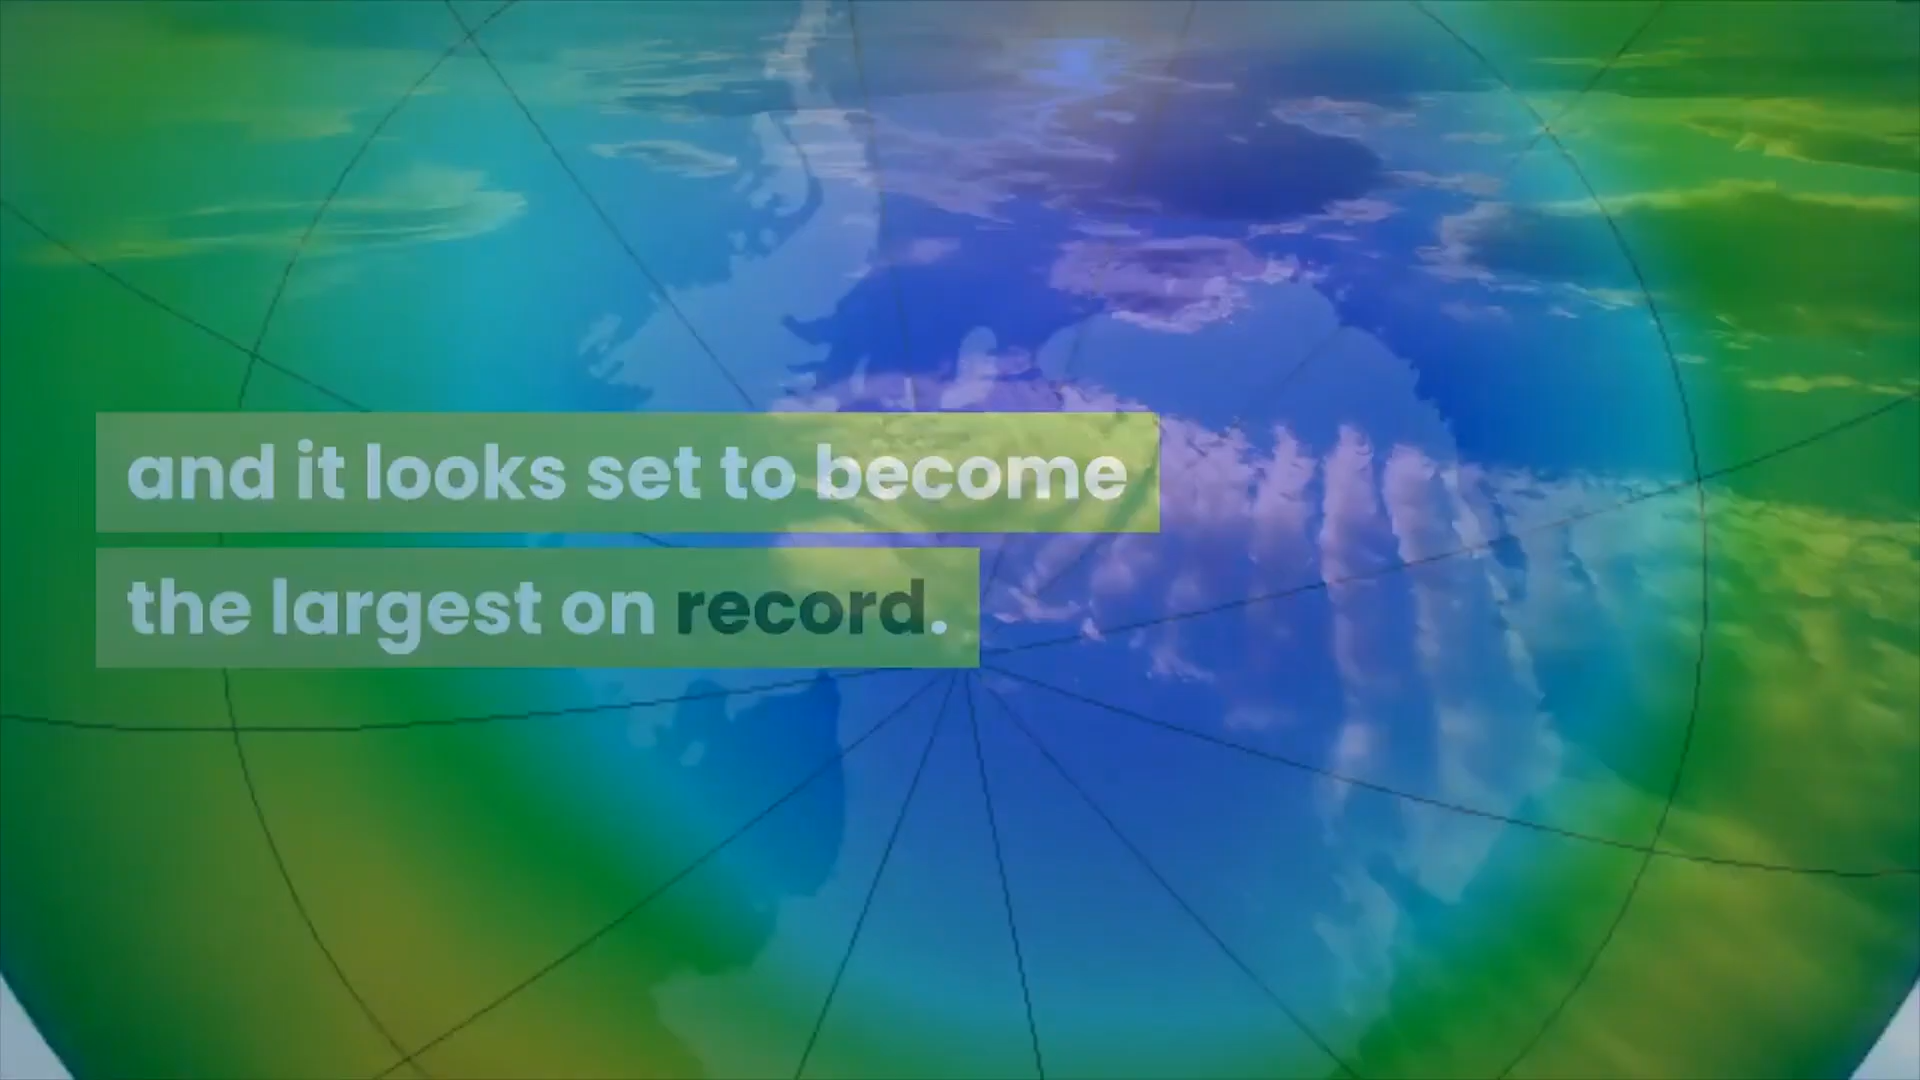 and it looks set to become
the largest on record.